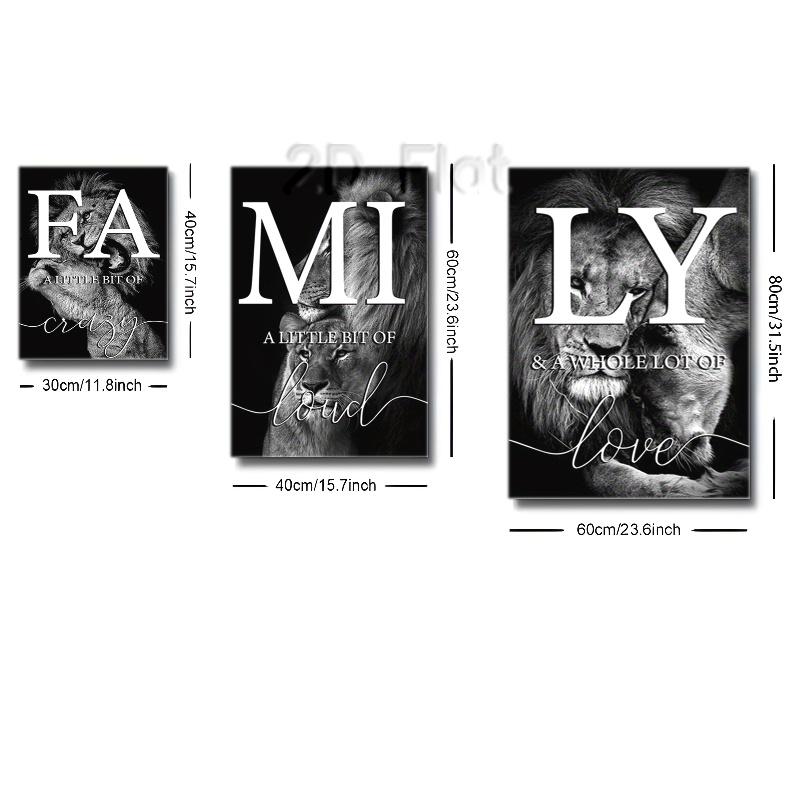 2D Flat
FA
A LITTLE BIT OF
crazy
40cm/15.7inch
30cm/11.8inch
MI
A LITTLE BIT OF
loud
60cm/23.6inch
40cm/15.7inch
LY
& A WHOLE LOT OF
love
80cm/31.5inch
60cm/23.6inch